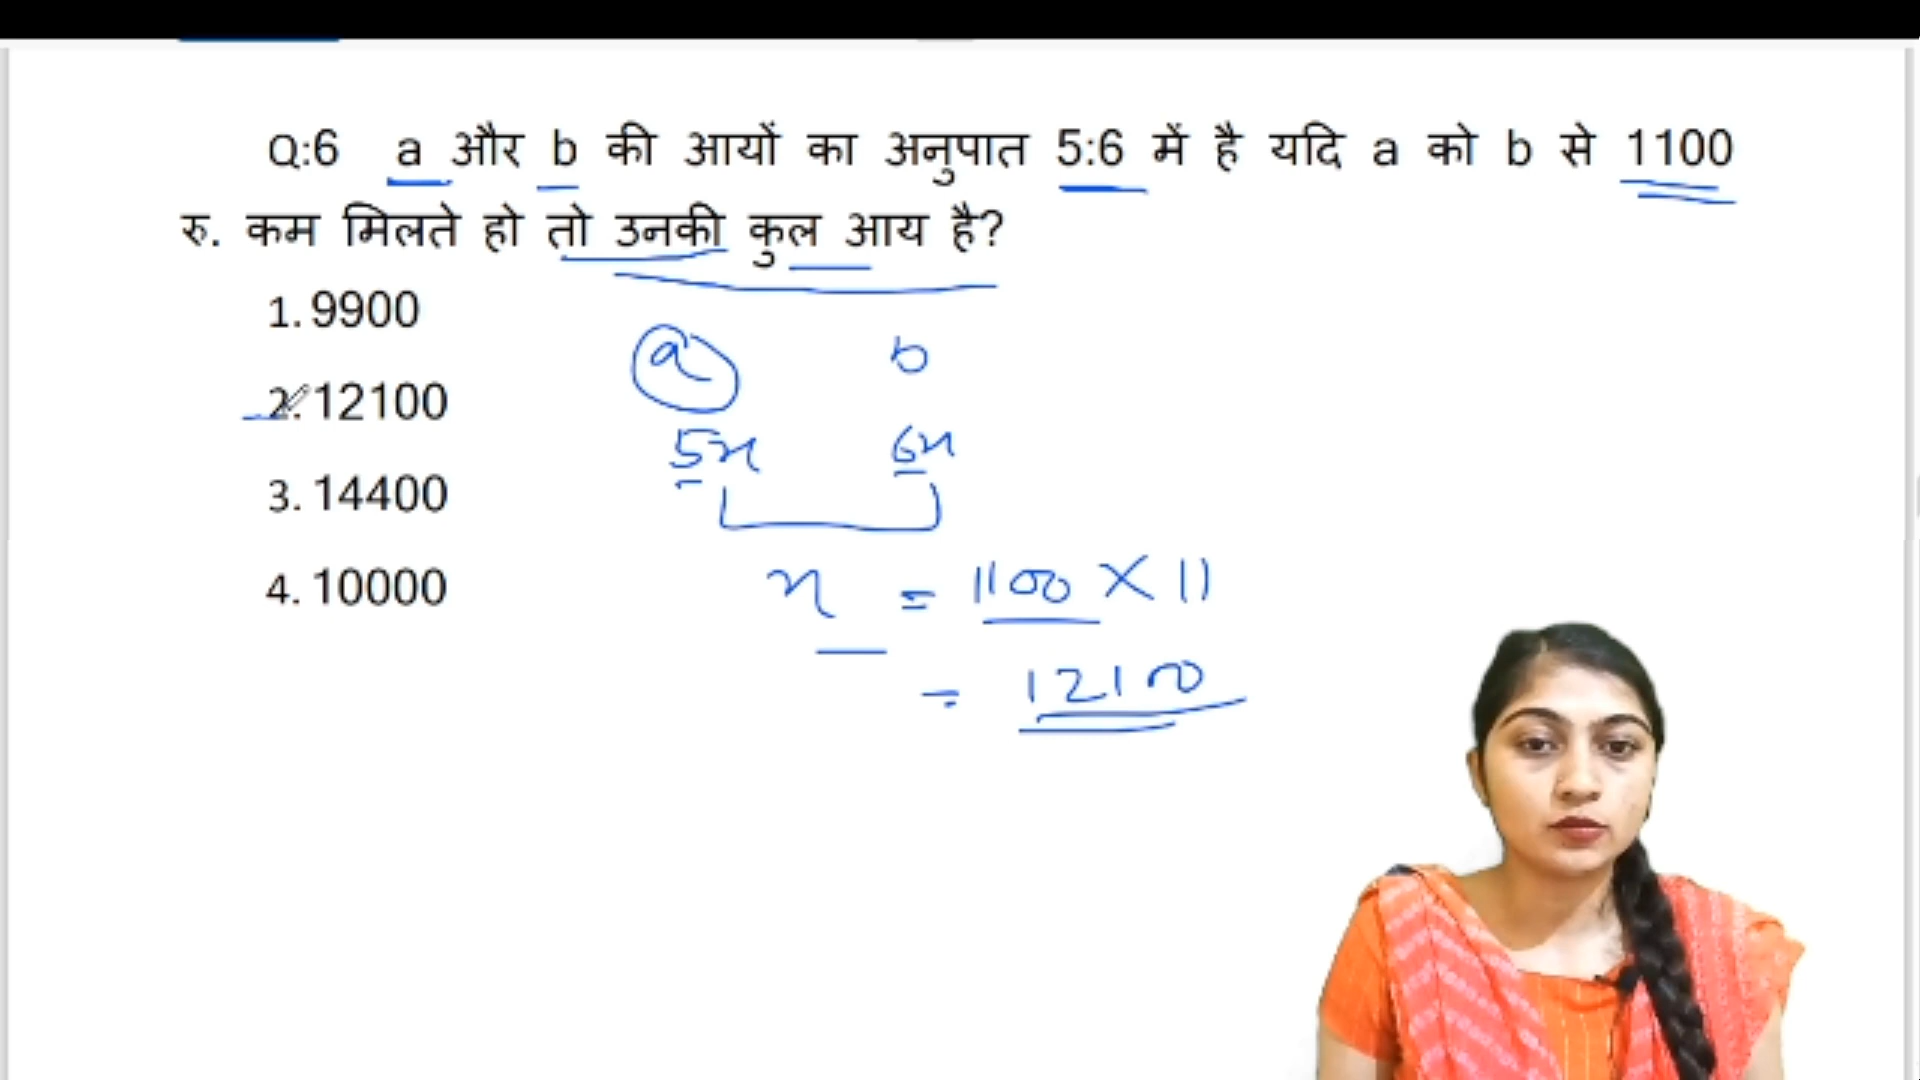 Q:6 a और b की आयों का अनुपात 5:6 में है यदि a को b से 1100
रु. कम मिलते हो तो उनकी कुल आय है?
1. 9900
2. 12100
3. 14400
4. 10000
a b
5x 6x
x = 1100 × 11
= 12100